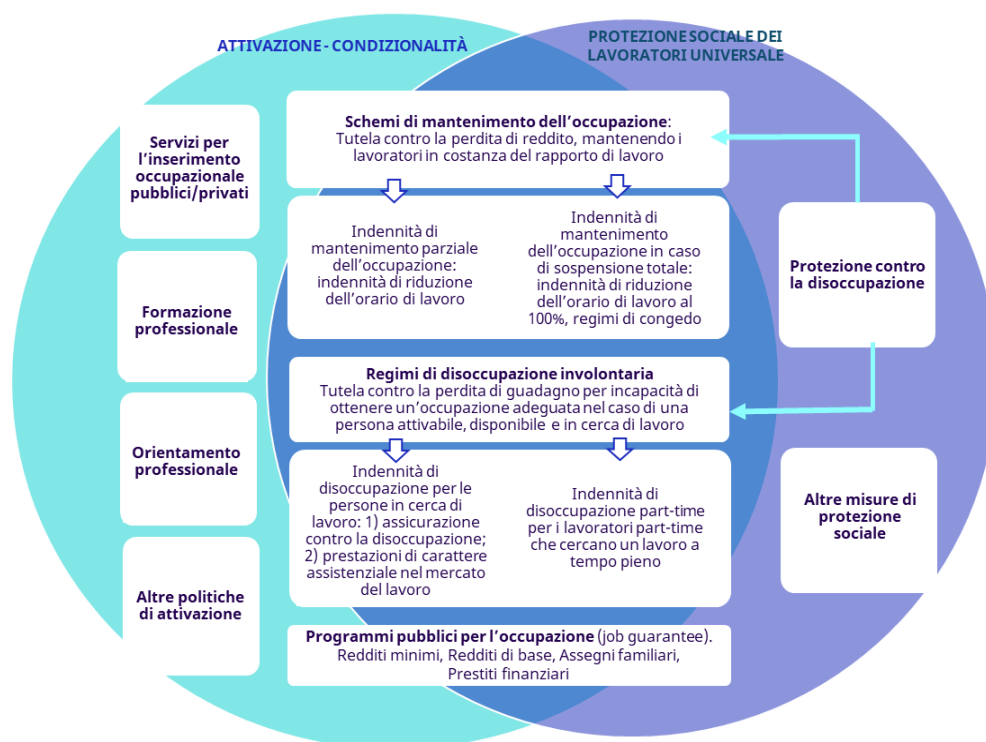 ATTIVAZIONE - CONDIZIONALITÀ
PROTEZIONE SOCIALE DEI
LAVORATORI UNIVERSALE
Servizi per
l’inserimento
occupazionale
pubblici/privati
Formazione
professionale
Orientamento
professionale
Altre politiche
di attivazione
Schemi di mantenimento dell’occupazione:
Tutela contro la perdita di reddito, mantenendo i
lavoratori in costanza del rapporto di lavoro
Indennità di
mantenimento parziale
dell’occupazione:
indennità di riduzione
dell’orario di lavoro
Indennità di
mantenimento
dell’occupazione in caso
di sospensione totale:
indennità di riduzione
dell’orario di lavoro al
100%, regimi di congedo
Regimi di disoccupazione involontaria
Tutela contro la perdita di guadagno per incapacità di
ottenere un’occupazione adeguata nel caso di una
persona attivabile, disponibile e in cerca di lavoro
Indennità di
disoccupazione per le
persone in cerca di
lavoro: 1) assicurazione
contro la disoccupazione;
2) prestazioni di carattere
assistenziale nel mercato
del lavoro
Indennità di
disoccupazione part-time
per i lavoratori part-time
che cercano un lavoro a
tempo pieno
Programmi pubblici per l’occupazione (job guarantee).
Redditi minimi, Redditi di base, Assegni familiari,
Prestiti finanziari
Protezione contro
la disoccupazione
Altre misure di
protezione
sociale